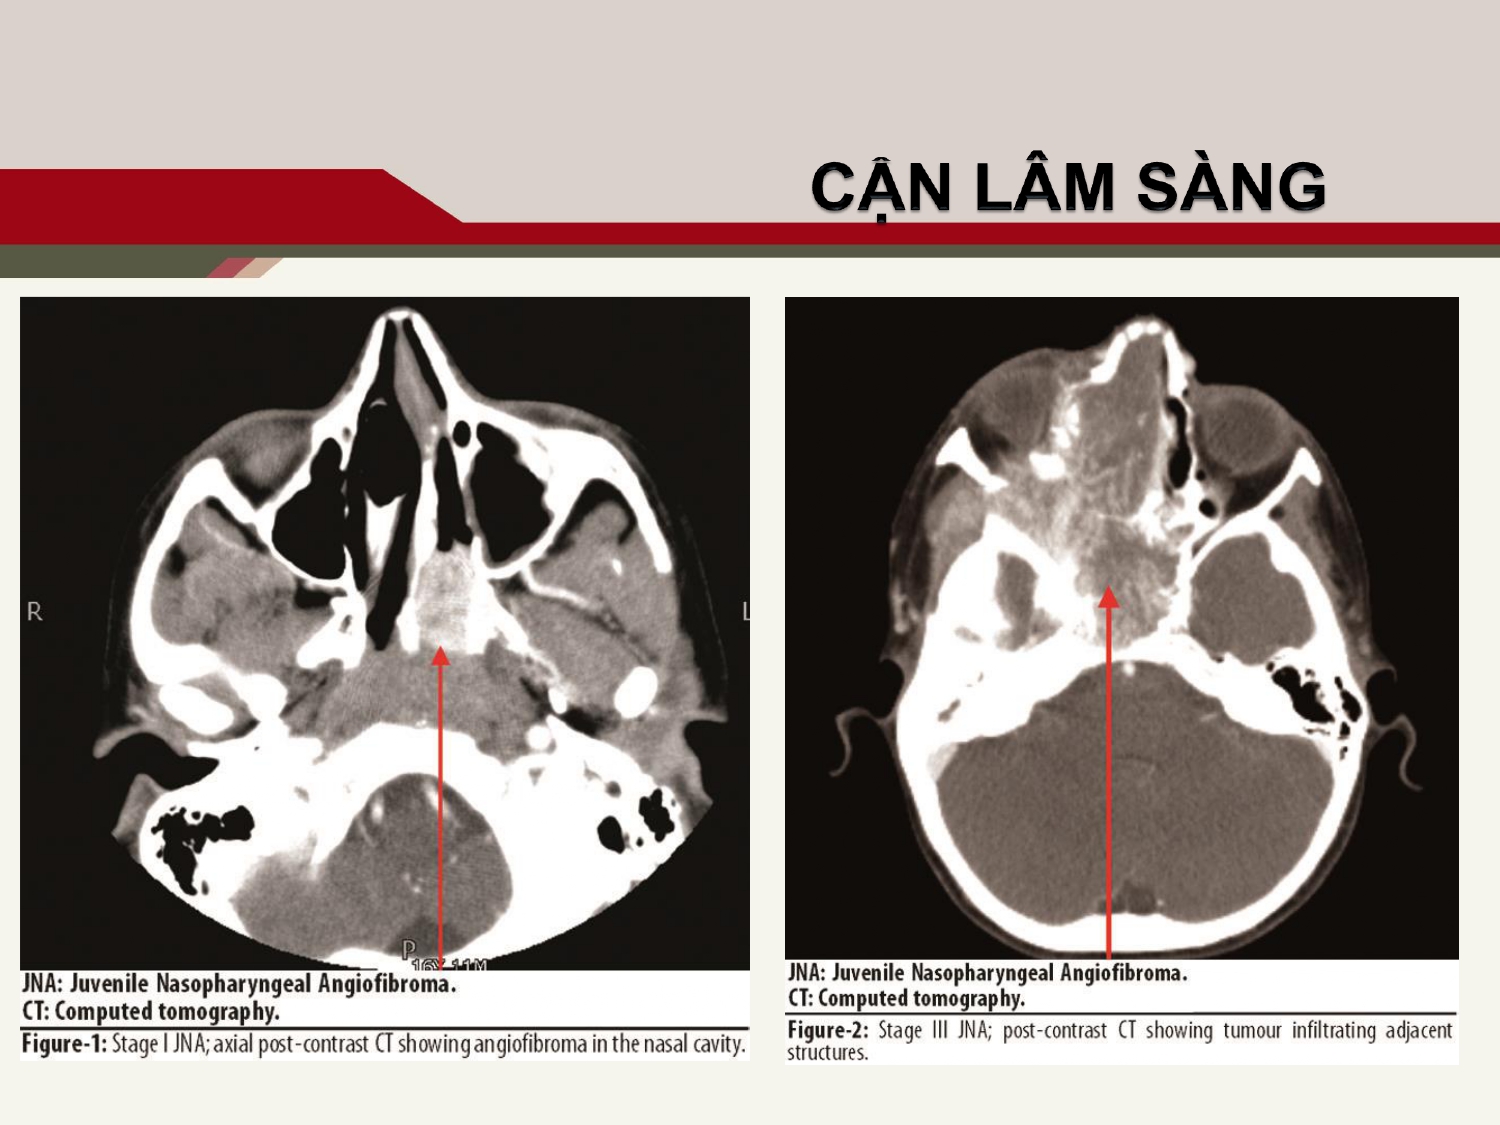 CẬN LÂM SÀNG
R
L
P
16Y 11M
JNA: Juvenile Nasopharyngeal Angiofibroma.
CT: Computed tomography.
Figure-1: Stage I JNA; axial post-contrast CT showing angiofibroma in the nasal cavity.
JNA: Juvenile Nasopharyngeal Angiofibroma.
CT: Computed tomography.
Figure-2: Stage III JNA; post-contrast CT showing tumour infiltrating adjacent
structures.